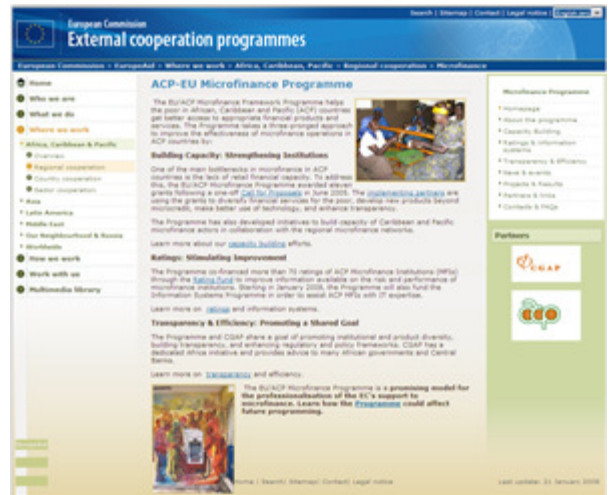 Search | Sitemap | Contact | Legal notice |
European Commission
External cooperation programmes
European Commission > EuropeAid > Where we work > Africa, Caribbean, Pacific > Regional cooperation > Microfinance
Home
Who we are
What we do
Where we work
Africa, Caribbean & Pacific
Overview
Regional cooperation
Country cooperation
Sector cooperation
Asia
Latin America
Middle East
Our Neighbourhood & Russia
Worldwide
How we work
Work with us
Multimedia library
ACP-EU Microfinance Programme
The EU/ACP Microfinance Framework Programme helps
the poor in African, Caribbean and Pacific (ACP) countries
get better access to appropriate financial products and
services. The Programme takes a three-pronged approach
to improve the effectiveness of microfinance operations in
ACP countries by:
Building Capacity: Strengthening Institutions
One of the main bottlenecks in microfinance in ACP
countries is the lack of retail financial capacity. To address
this, the EU/ACP Microfinance Programme awarded eleven
grants following a one-off Call for Proposals in June 2005. The implementing partners are
using the grants to diversify financial services for the poor, develop new products beyond
microcredit, make better use of technology, and enhance transparency.
The Programme has also developed initiatives to build capacity of Caribbean and Pacific
microfinance actors in collaboration with the regional microfinance networks.
Learn more about our capacity building efforts.
Ratings: Stimulating Improvement
The Programme co-financed more than 70 ratings of ACP Microfinance Institutions (MFIs)
through the Rating Fund to improve information available on the risk and performance of
microfinance institutions. Starting in January 2008, the Programme will also fund the
Information Systems Programme in order to assist ACP MFIs with IT expertise.
Learn more on ratings and information systems.
Transparency & Efficiency: Promoting a Shared Goal
The Programme and CGAP share a goal of promoting institutional and product diversity,
building transparency, and enhancing regulatory and policy frameworks. CGAP has a
dedicated Africa initiative and provides advice to many African governments and Central
Banks.
Learn more on transparency and efficiency.
The EU/ACP Microfinance Programme is a promising model for
the professionalisation of the EC's support to
microfinance. Learn how the Programme could affect
future programming.
Microfinance Programme
Homepage
About the programme
Capacity Building
Ratings & Information
systems
Transparency & Efficiency
News & events
Projects & Results
Partners & links
Contacts & FAQs
Partners
CGAP
Home | Search| Sitemap| Contact| Legal notice
Last update: 31 January 2008